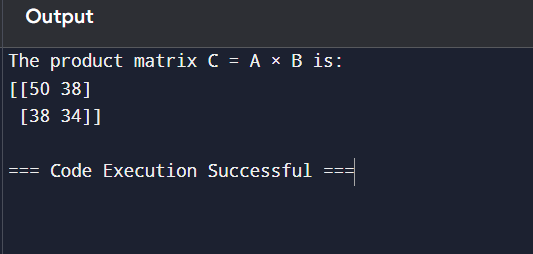 Output
The product matrix C = A × B is:
[[50 38]
 [38 34]]
=== Code Execution Successful ===